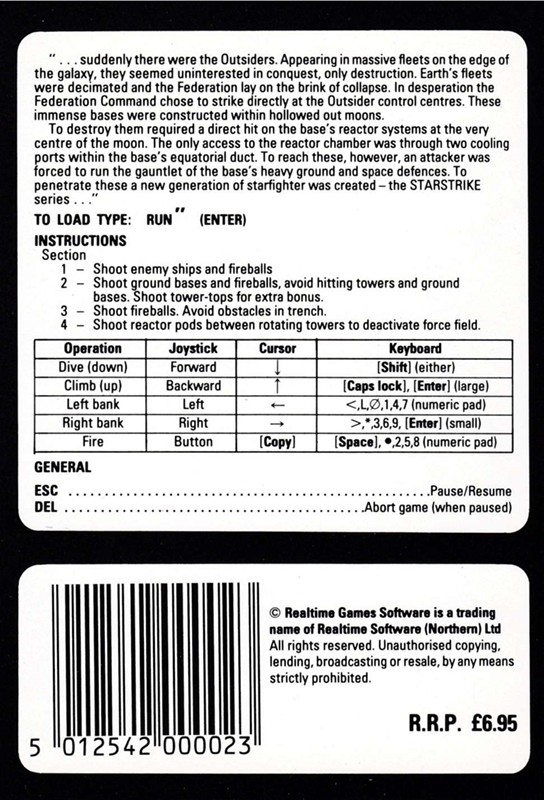 “ . . . suddenly there were the Outsiders. Appearing in massive fleets on the edge of
the galaxy, they seemed uninterested in conquest, only destruction. Earth's fleets
were decimated and the Federation lay on the brink of collapse. In desperation the
Federation Command chose to strike directly at the Outsider control centres. These
immense bases were constructed within hollowed out moons.
To destroy them required a direct hit on the base's reactor systems at the very
centre of the moon. The only access to the reactor chamber was through two cooling
ports within the base's equatorial duct. To reach these, however, an attacker was
forced to run the gauntlet of the base's heavy ground and space defences. To
penetrate these a new generation of starfighter was created – the STARSTRIKE
series . . .”
TO LOAD TYPE: RUN" (ENTER)
INSTRUCTIONS
Section
1 – Shoot enemy ships and fireballs
2 – Shoot ground bases and fireballs, avoid hitting towers and ground
bases. Shoot tower-tops for extra bonus.
3 – Shoot fireballs. Avoid obstacles in trench.
4 – Shoot reactor pods between rotating towers to deactivate force field.
Operation Joystick Cursor Keyboard
Dive (down) Forward ↓ [Shift] (either)
Climb (up) Backward ↑ [Caps lock], [Enter] (large)
Left bank Left ← <,L,∅,1,4,7 (numeric pad)
Right bank Right → >,*,3,6,9, [Enter] (small)
Fire Button [Copy] [Space], •,2,5,8 (numeric pad)
GENERAL
ESC ................................................Pause/Resume
DEL ........................................Abort game (when paused)
© Realtime Games Software is a trading
name of Realtime Software (Northern) Ltd
All rights reserved. Unauthorised copying,
lending, broadcasting or resale, by any means
strictly prohibited.
R.R.P. £6.95
5 012542 000023